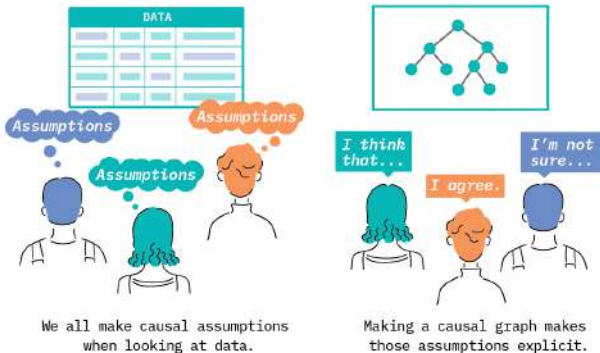 DATA
Assumptions
Assumptions
Assumptions
We all make causal assumptions
when looking at data.
I think
that...
I agree.
I'm not
sure...
Making a causal graph makes
those assumptions explicit.